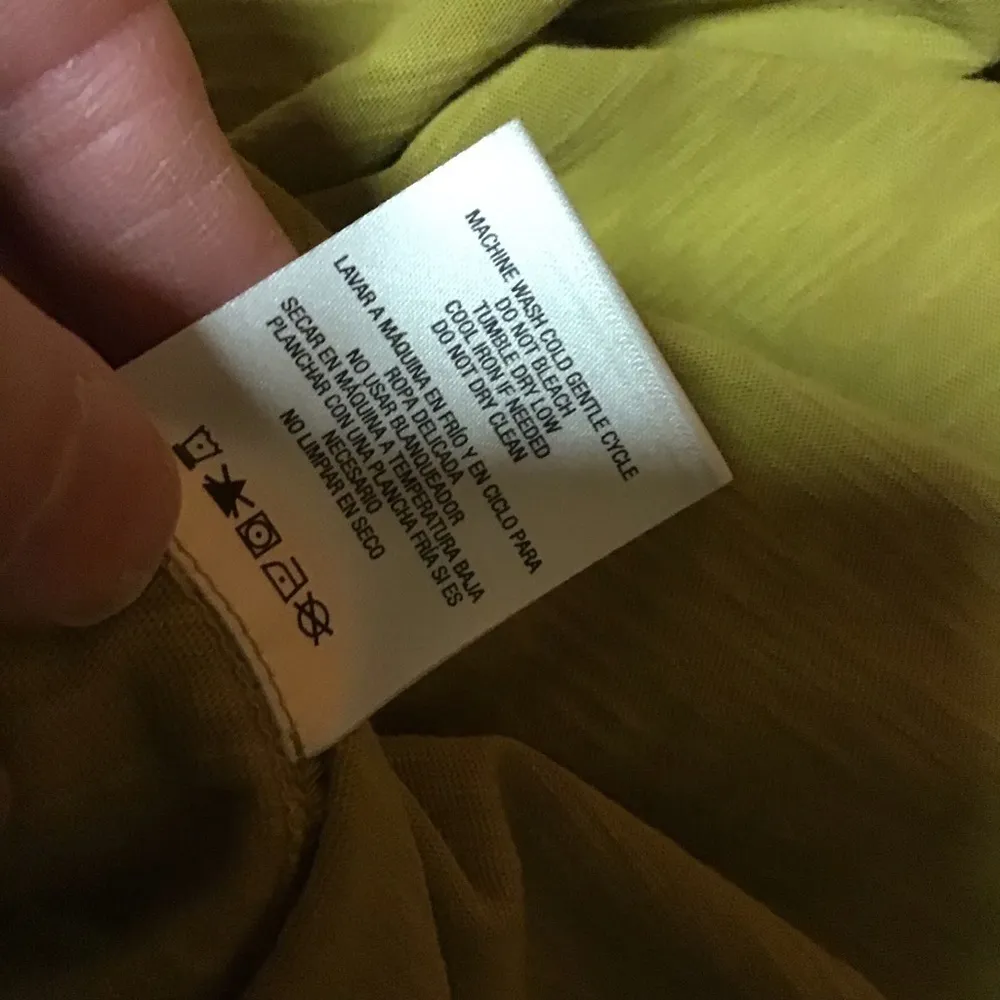 MACHINE WASH COLD GENTLE CYCLE
DO NOT BLEACH
TUMBLE DRY LOW
COOL IRON IF NEEDED
DO NOT DRY CLEAN
LAVAR A MÁQUINA EN FRÍO Y EN CICLO PARA
ROPA DELICADA
NO USAR BLANQUEADOR
SECAR EN MÁQUINA A TEMPERATURA BAJA
PLANCHAR CON UNA PLANCHA FRÍA SI ES
NECESARIO
NO LIMPIAR EN SECO